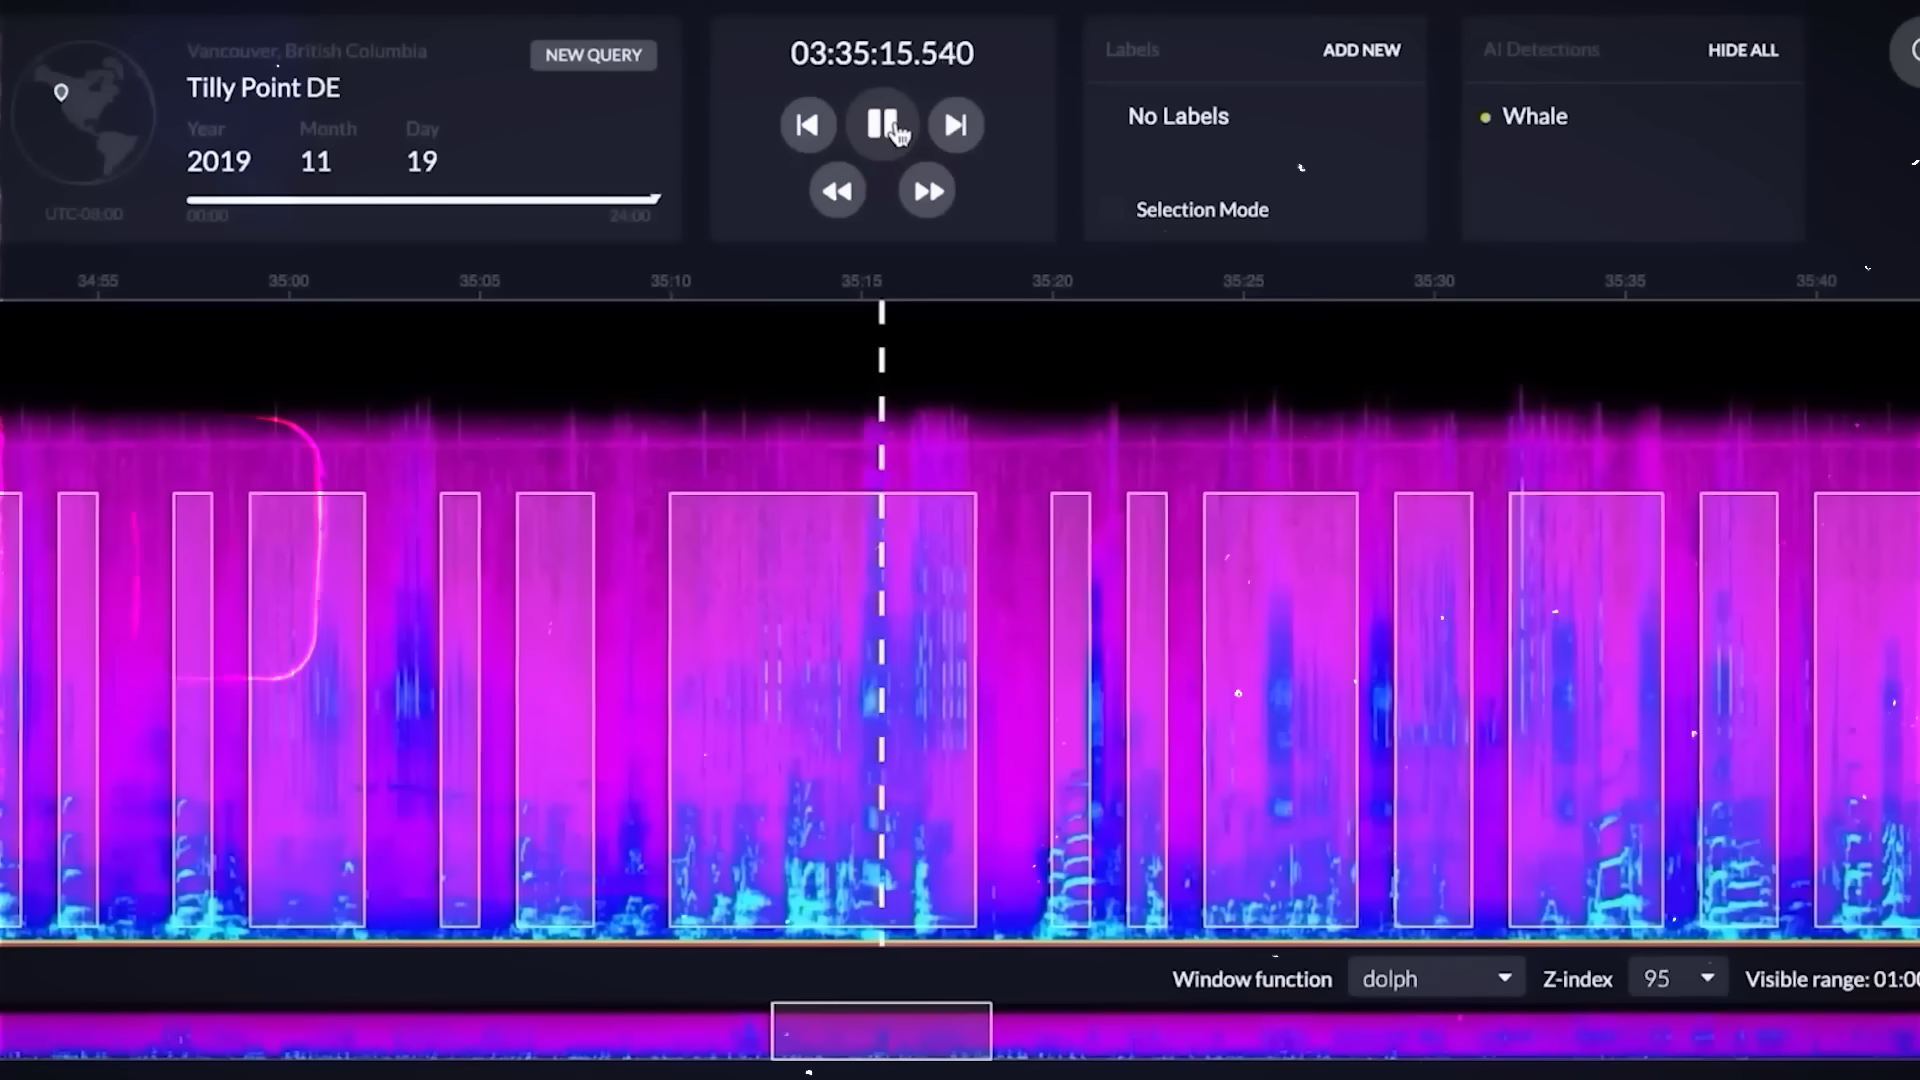 Vancouver, British Columbia
NEW QUERY
Tilly Point DE
Year Month Day
2019 11 19
UTC-08:00
00:00 24:00
03:35:15.540
Labels ADD NEW
No Labels
Selection Mode
AI Detections HIDE ALL
Whale
34:55 35:00 35:05 35:10 35:15 35:20 35:25 35:30 35:35 35:40
Window function dolph Z-index 95 Visible range: 01:00